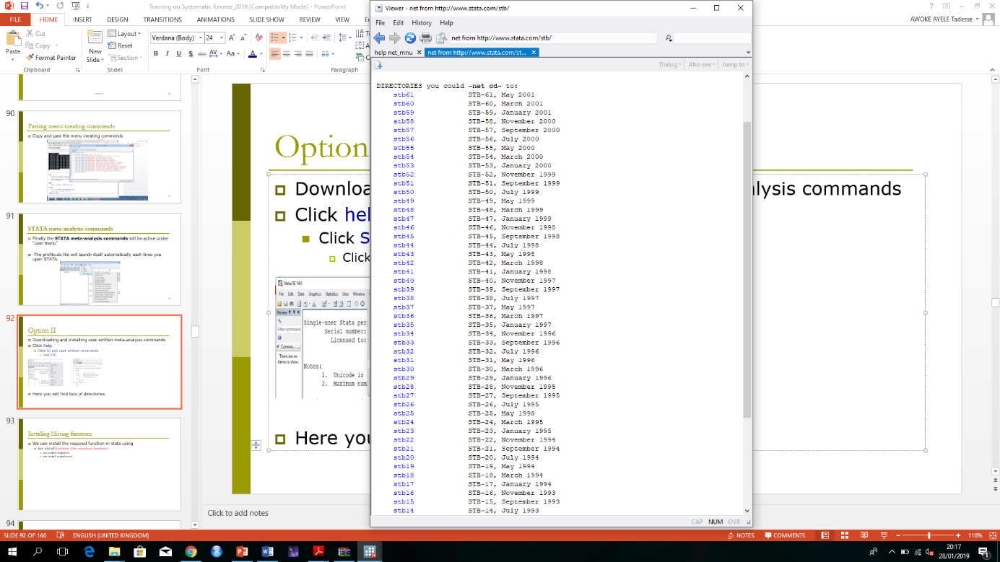 Training on Systematic Review_2019 [Compatibility Mode] - PowerPoint
FILE HOME INSERT DESIGN TRANSITIONS ANIMATIONS SLIDE SHOW REVIEW VIEW
AWOKE AYELE Tadesse
Paste
Cut
Copy
Format Painter
Clipboard
New Slide
Layout
Reset
Section
Slides
Verdana (Body) 24
Font
Paragraph
Viewer - net from http://www.stata.com/stb/
File Edit History Help
net from http://www.stata.com/stb/
help net_mnu
net from http://www.stata.com/st...
Dialog Also see Jump to
DIRECTORIES you could -net cd- to:
stb61 STB-61, May 2001
stb60 STB-60, March 2001
stb59 STB-59, January 2001
stb58 STB-58, November 2000
stb57 STB-57, September 2000
stb56 STB-56, July 2000
stb55 STB-55, May 2000
stb54 STB-54, March 2000
stb53 STB-53, January 2000
stb52 STB-52, November 1999
stb51 STB-51, September 1999
stb50 STB-50, July 1999
stb49 STB-49, May 1999
stb48 STB-48, March 1999
stb47 STB-47, January 1999
stb46 STB-46, November 1998
stb45 STB-45, September 1998
stb44 STB-44, July 1998
stb43 STB-43, May 1998
stb42 STB-42, March 1998
stb41 STB-41, January 1998
stb40 STB-40, November 1997
stb39 STB-39, September 1997
stb38 STB-38, July 1997
stb37 STB-37, May 1997
stb36 STB-36, March 1997
stb35 STB-35, January 1997
stb34 STB-34, November 1996
stb33 STB-33, September 1996
stb32 STB-32, July 1996
stb31 STB-31, May 1996
stb30 STB-30, March 1996
stb29 STB-29, January 1996
stb28 STB-28, November 1995
stb27 STB-27, September 1995
stb26 STB-26, July 1995
stb25 STB-25, May 1995
stb24 STB-24, March 1995
stb23 STB-23, January 1995
stb22 STB-22, November 1994
stb21 STB-21, September 1994
stb20 STB-20, July 1994
stb19 STB-19, May 1994
stb18 STB-18, March 1994
stb17 STB-17, January 1994
stb16 STB-16, November 1993
stb15 STB-15, September 1993
stb14 STB-14, July 1993
CAP NUM OVR
90
Pasting menu creating commends
Copy and past the menu creating commends
91
STATA meta-analysis commands
Finally the STATA meta-analysis commands will be active under
"user menu"
The profile.do file will launch itself automatically each time you
open STATA.
92
Option II
Downloading and installing user-written meta-analysis commands
Click help
Click SJ and user written commands
Click STB
Here you will find lists of directories
93
Installing Missing functions
We can install the required function in stata using
ssc install function (the required function)
94
Option
Downloa
lysis commands
Click he
Click S
Click
Stata/SE 14.0
File Edit Data Graphics Statistics User Window
Review
Filter command
Comma...
There are no
items to show.
Single-user Stata per
Serial number:
Licensed to:
Notes:
1. Unicode is
2. Maximum num
Here you
Click to add notes
SLIDE 92 OF 160 ENGLISH (UNITED KINGDOM)
NOTES COMMENTS 110%
20:17
28/01/2019